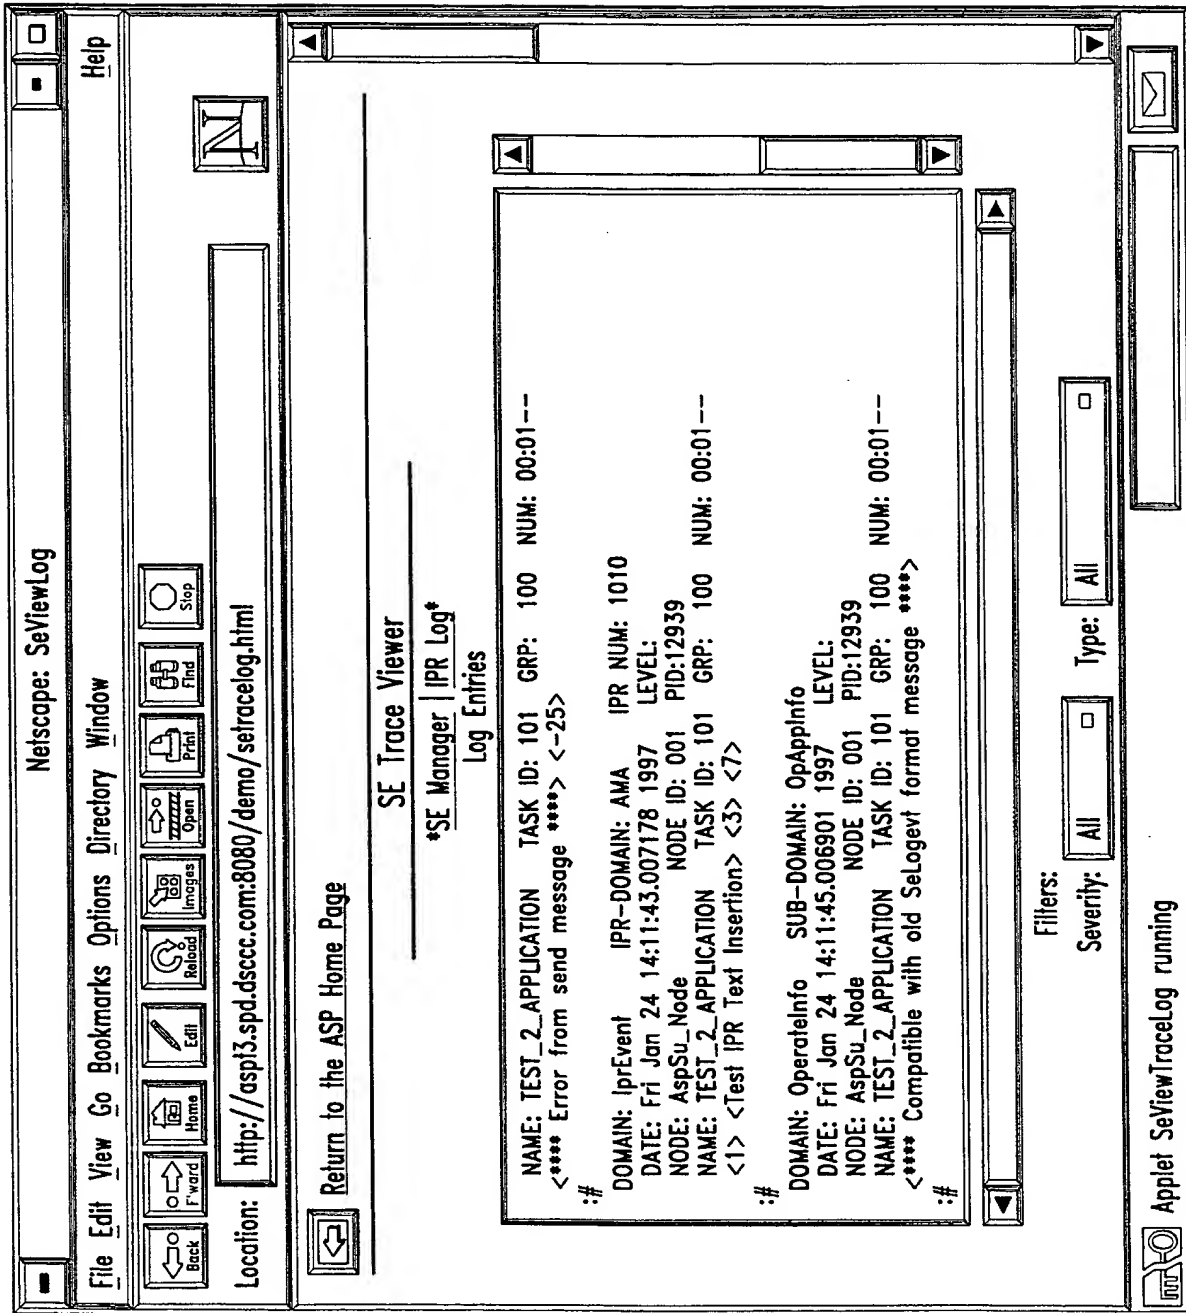 Netscape: SeViewLog
File Edit View Go Bookmarks Options Directory Window Help
Back F'ward Home Edit Reload Images Open Print Find Stop
Location: http://aspt3.spd.dsccc.com:8080/demo/setracelog.html
N
Return to the ASP Home Page
SE Trace Viewer
*SE Manager | IPR Log*
Log Entries
NAME: TEST_2_APPLICATION TASK ID: 101 GRP: 100 NUM: 00:01--
<**** Error from send message ****> <-25>
:#
DOMAIN: IprEvent IPR-DOMAIN: AMA IPR NUM: 1010
DATE: Fri Jan 24 14:11:43.007178 1997 LEVEL:
NODE: AspSu_Node NODE ID: 001 PID:12939
NAME: TEST_2_APPLICATION TASK ID: 101 GRP: 100 NUM: 00:01--
<1> <Test IPR Text Insertion> <3> <7>
:#
DOMAIN: OperateInfo SUB-DOMAIN: OpAppInfo
DATE: Fri Jan 24 14:11:45.006901 1997 LEVEL:
NODE: AspSu_Node NODE ID: 001 PID:12939
NAME: TEST_2_APPLICATION TASK ID: 101 GRP: 100 NUM: 00:01--
<**** Compatible with old SeLogevt format message ****>
:#
Filters:
Severity: All Type: All
Applet SeViewTraceLog running